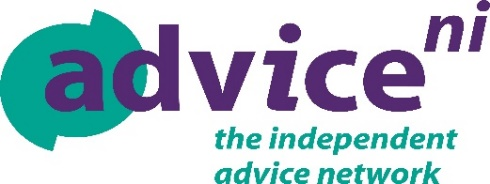 advice ni
the independent
advice network